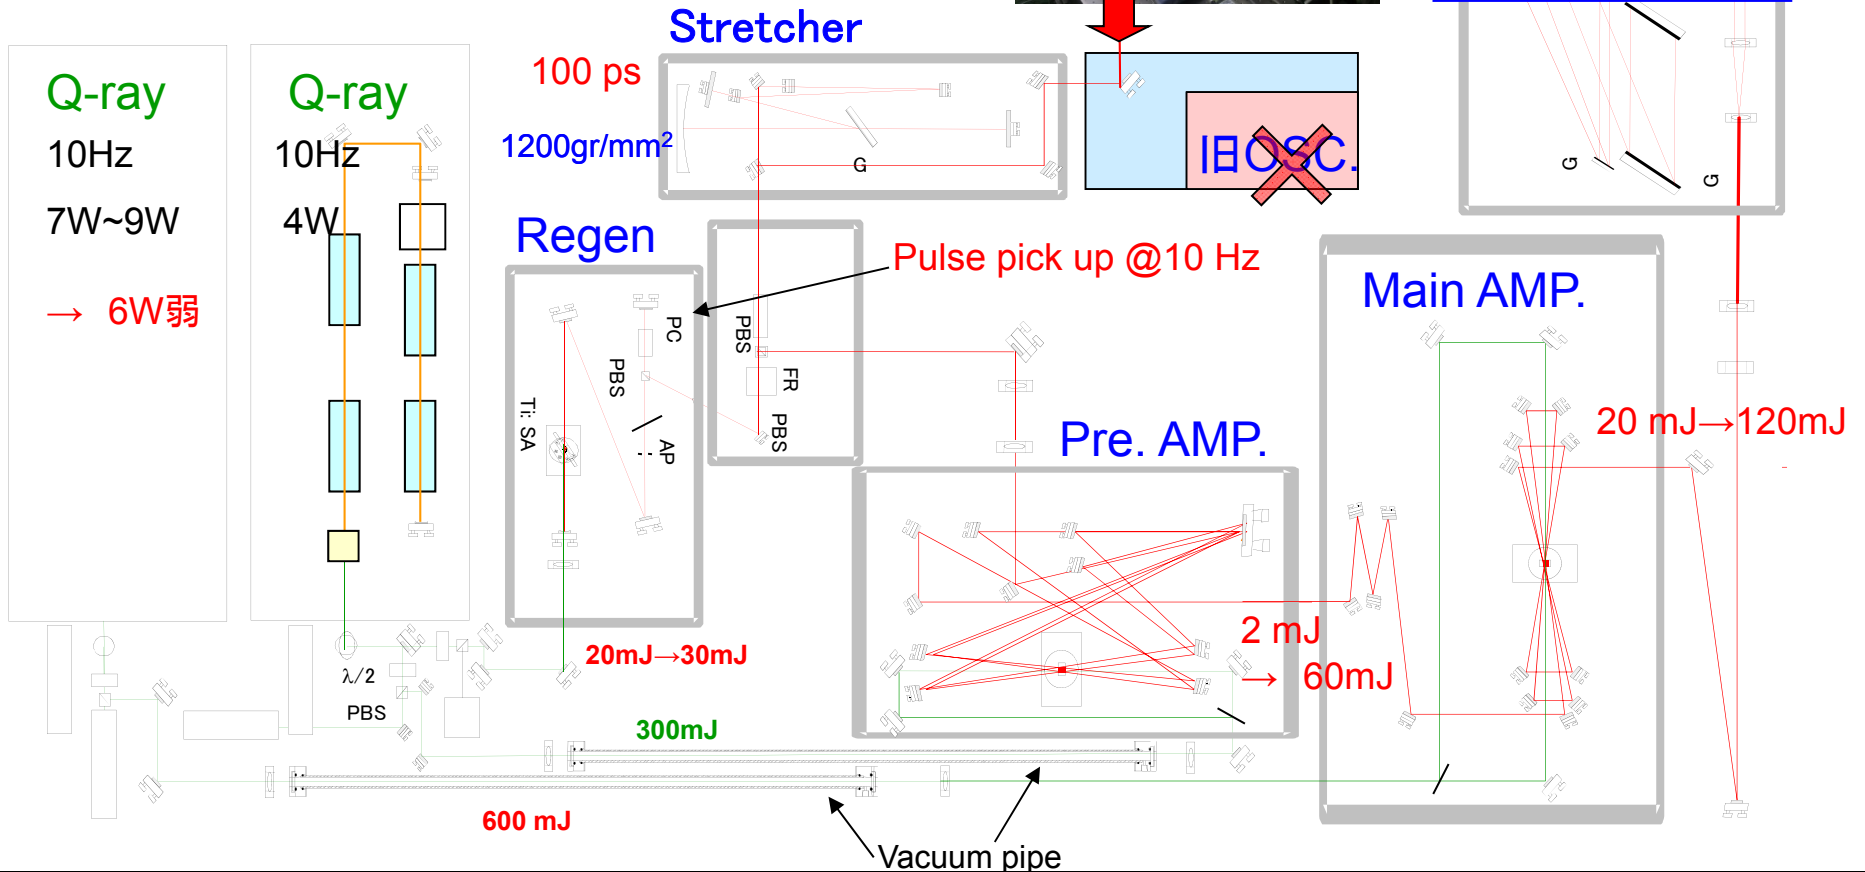 Stretcher
100 ps
1200gr/mm2
G
旧OSC.
G
G
Q-ray
10Hz
7W~9W
→ 6W弱
Q-ray
10Hz
4W
Regen
Pulse pick up @10 Hz
PC
PBS
Ti: SA
AP
PBS
FR
PBS
Main AMP.
20 mJ→120mJ
Pre. AMP.
2 mJ
→ 60mJ
20mJ→30mJ
λ/2
PBS
300mJ
600 mJ
Vacuum pipe